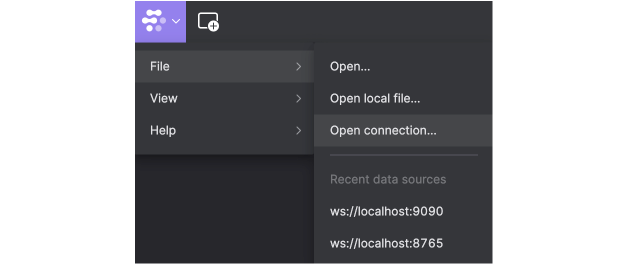 File
View
Help
Open...
Open local file...
Open connection...
Recent data sources
ws://localhost:9090
ws://localhost:8765